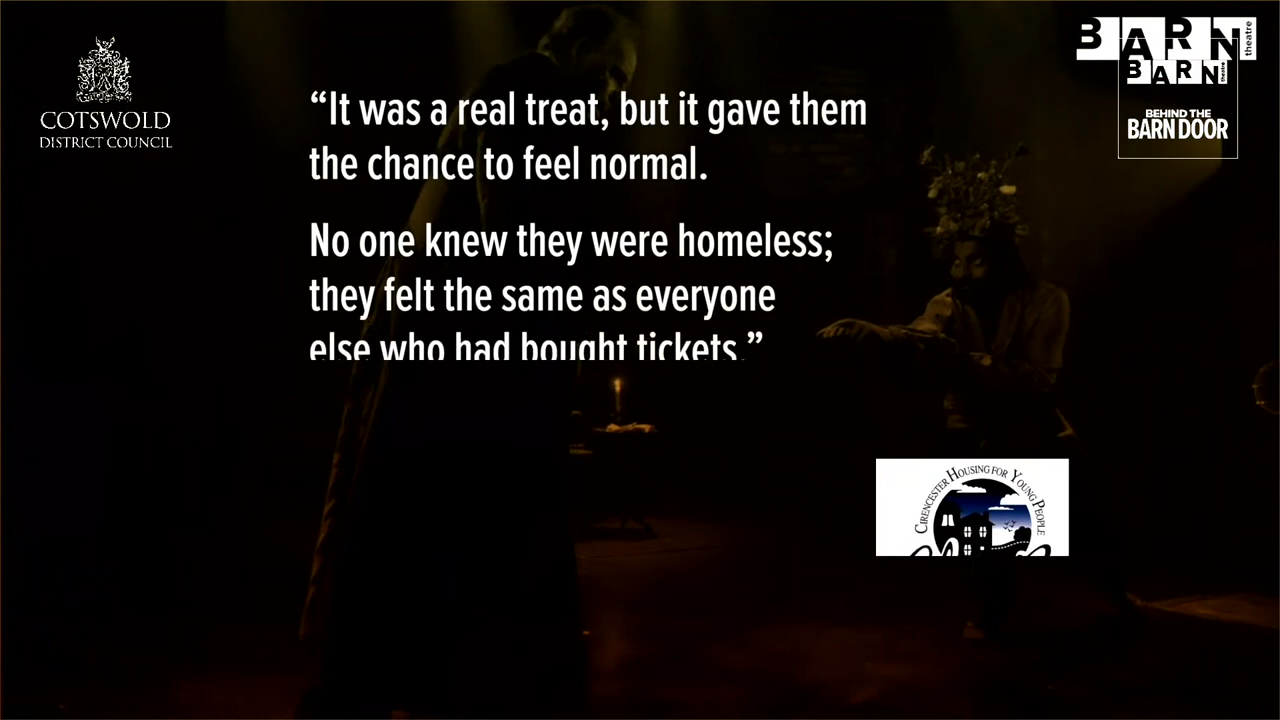 COTSWOLD
DISTRICT COUNCIL
BARN theatre
BARN theatre
BEHIND THE
BARN DOOR
“It was a real treat, but it gave them
the chance to feel normal.
No one knew they were homeless;
they felt the same as everyone
else who had bought tickets.”
CIRENCESTER HOUSING FOR YOUNG PEOPLE